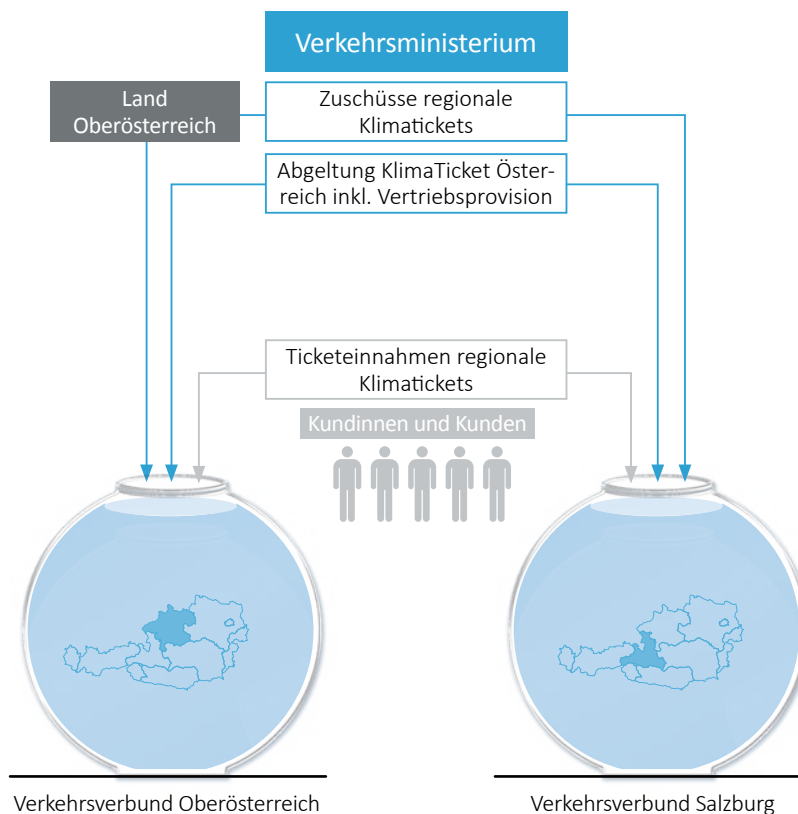 Verkehrsministerium
Land
Oberösterreich
Zuschüsse regionale
Klimatickets
Abgeltung KlimaTicket Öster-
reich inkl. Vertriebsprovision
Ticketeinnahmen regionale
Klimatickets
Kundinnen und Kunden
Verkehrsverbund Oberösterreich
Verkehrsverbund Salzburg